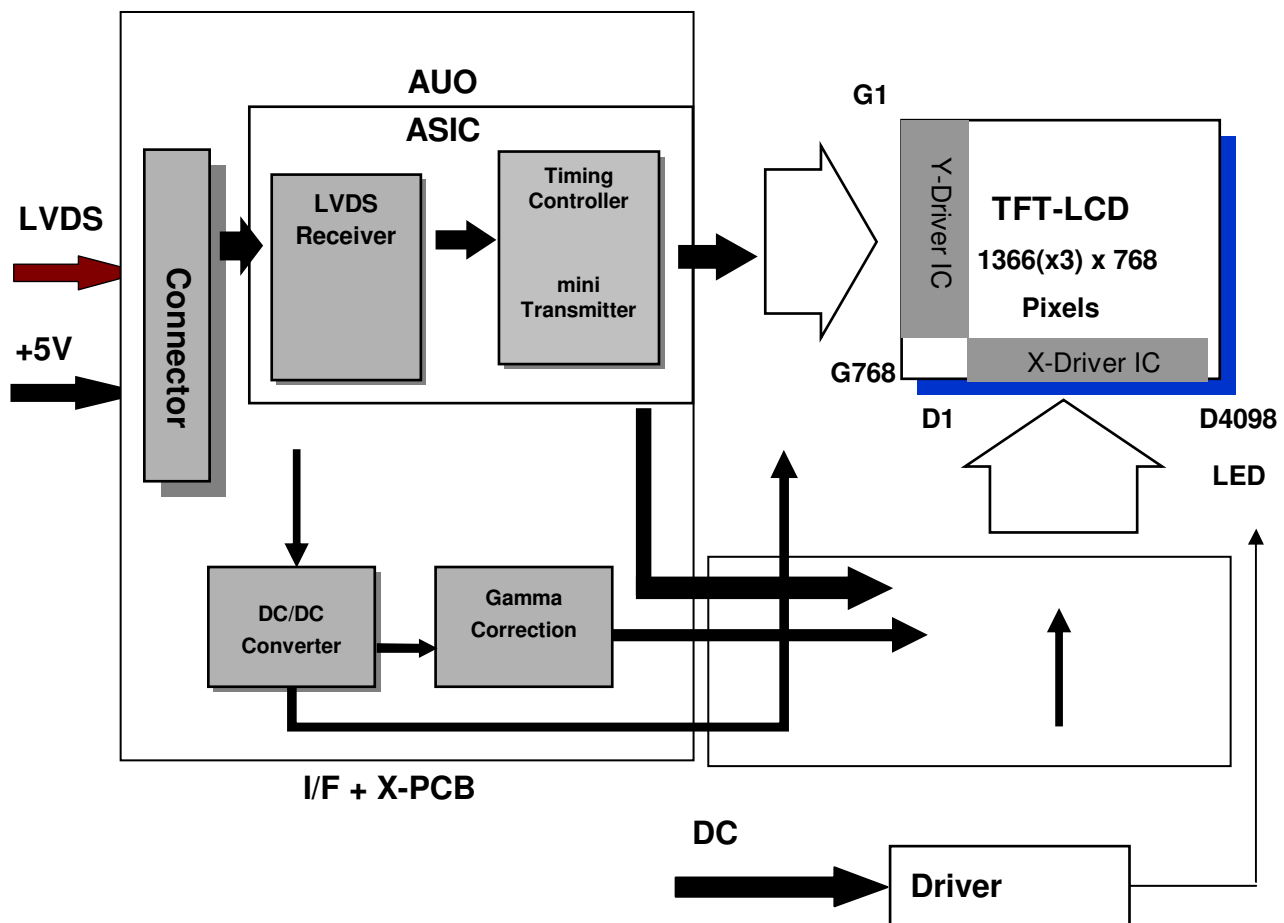 AUO
ASIC
G1
LVDS
+5V
Connector
LVDS
Receiver
Timing
Controller
mini
Transmitter
Y-Driver IC
TFT-LCD
1366(x3) x 768
Pixels
X-Driver IC
G768
D1
D4098
LED
DC/DC
Converter
Gamma
Correction
I/F + X-PCB
DC
Driver